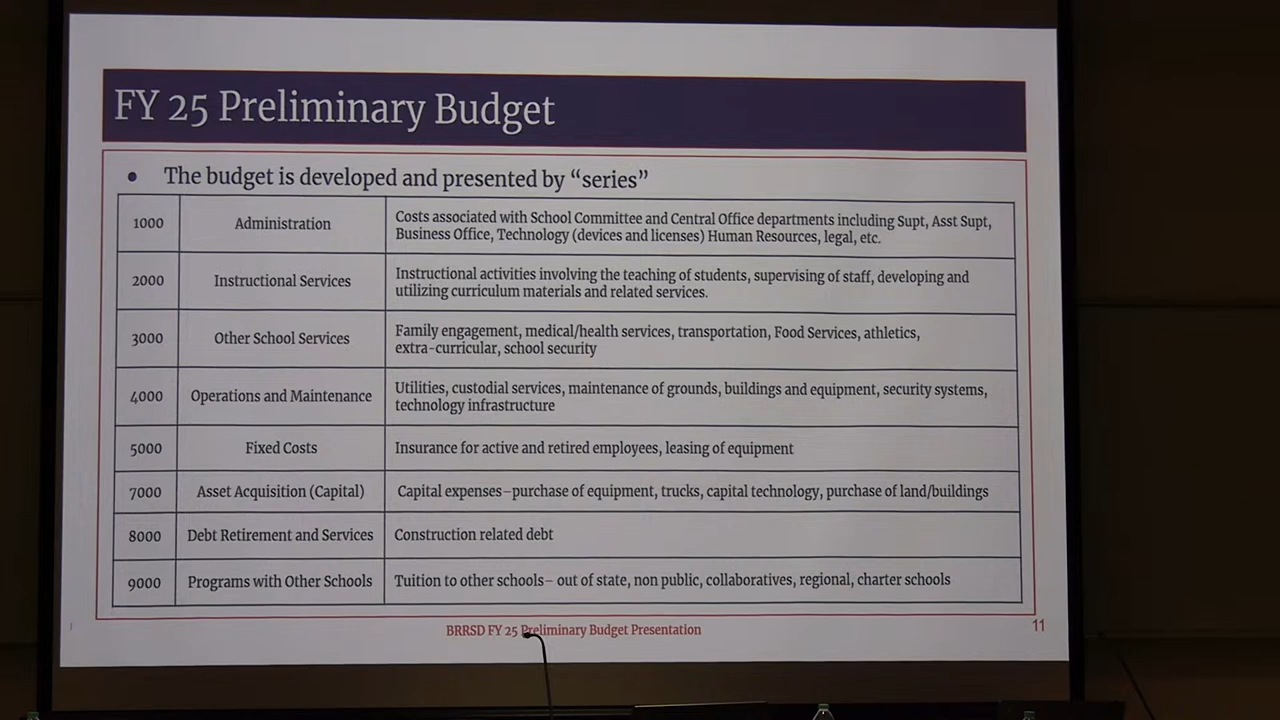 FY 25 Preliminary Budget
• The budget is developed and presented by “series”
1000 Administration Costs associated with School Committee and Central Office departments including Supt, Asst Supt,
Business Office, Technology (devices and licenses) Human Resources, legal, etc.
2000 Instructional Services Instructional activities involving the teaching of students, supervising of staff, developing and
utilizing curriculum materials and related services.
3000 Other School Services Family engagement, medical/health services, transportation, Food Services, athletics,
extra-curricular, school security
4000 Operations and Maintenance Utilities, custodial services, maintenance of grounds, buildings and equipment, security systems,
technology infrastructure
5000 Fixed Costs Insurance for active and retired employees, leasing of equipment
7000 Asset Acquisition (Capital) Capital expenses–purchase of equipment, trucks, capital technology, purchase of land/buildings
8000 Debt Retirement and Services Construction related debt
9000 Programs with Other Schools Tuition to other schools– out of state, non public, collaboratives, regional, charter schools
BRRSD FY 25 Preliminary Budget Presentation
11